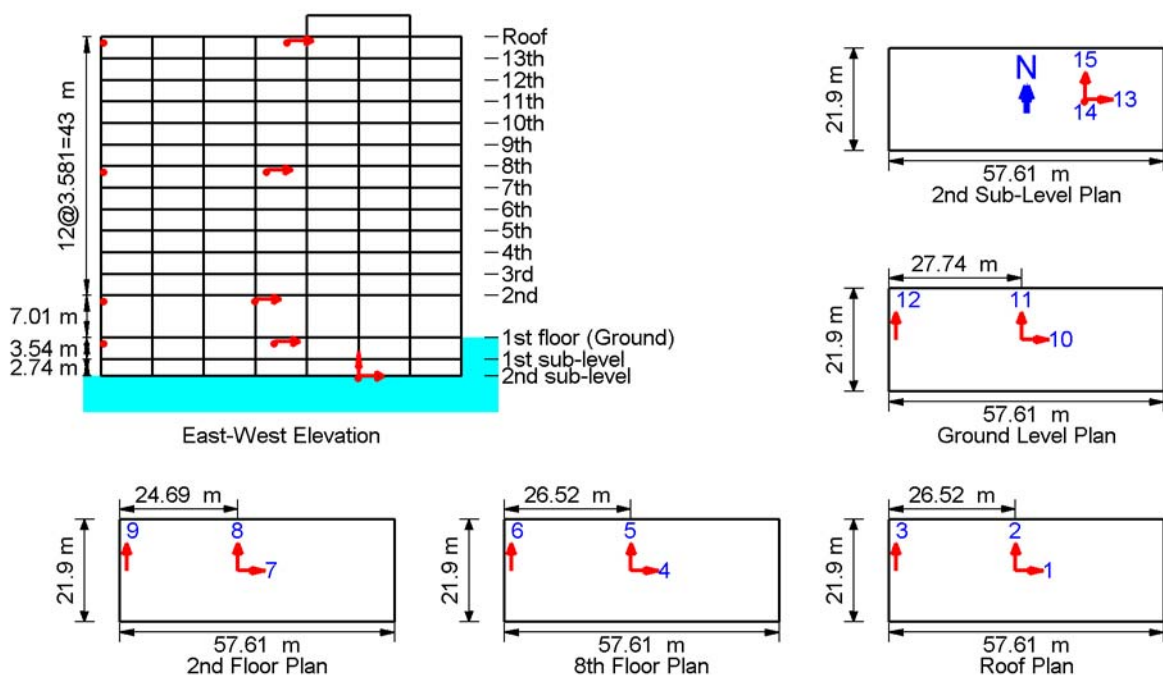 Roof
13th
12th
11th
10th
9th
8th
7th
6th
5th
4th
3rd
2nd
1st floor (Ground)
1st sub-level
2nd sub-level
12@3.581=43 m
7.01 m
3.54 m
2.74 m
East-West Elevation
N
15
13
14
21.9 m
57.61 m
2nd Sub-Level Plan
27.74 m
12
11
10
21.9 m
57.61 m
Ground Level Plan
24.69 m
9
8
7
21.9 m
57.61 m
2nd Floor Plan
26.52 m
6
5
4
21.9 m
57.61 m
8th Floor Plan
26.52 m
3
2
1
21.9 m
57.61 m
Roof Plan